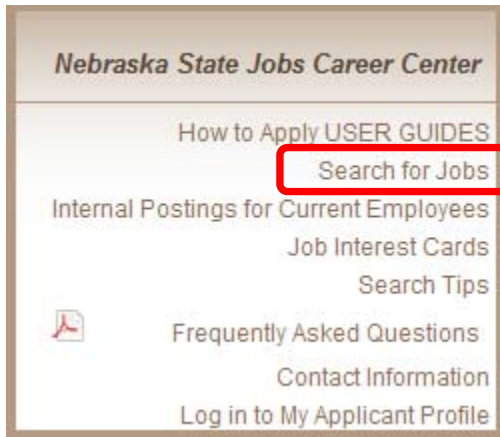 Nebraska State Jobs Career Center
How to Apply USER GUIDES
Search for Jobs
Internal Postings for Current Employees
Job Interest Cards
Search Tips
Frequently Asked Questions
Contact Information
Log in to My Applicant Profile